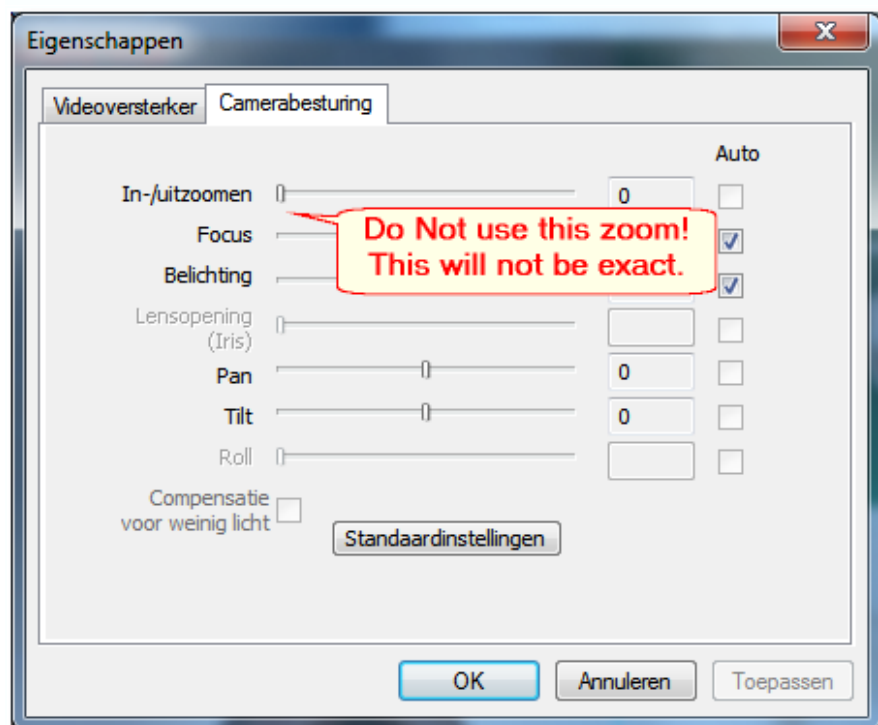 Eigenschappen
Videoversterker Camerabesturing
Auto
In-/uitzoomen 0
Do Not use this zoom!
This will not be exact.
Focus
Belichting
Lensopening
(Iris)
Pan 0
Tilt 0
Roll
Compensatie
voor weinig licht
Standaardinstellingen
OK Annuleren Toepassen